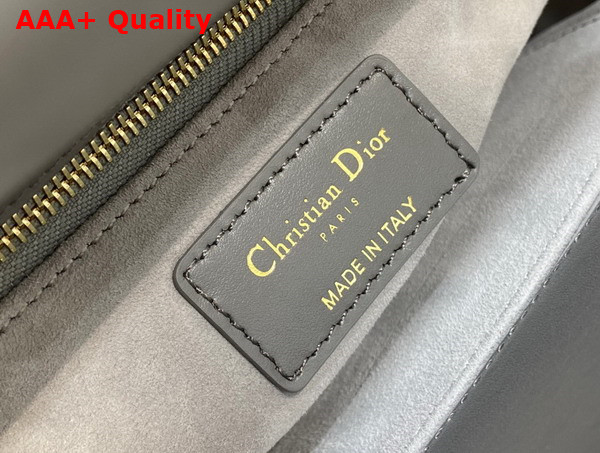 AAA+ Quality
Christian Dior
PARIS
MADE IN ITALY